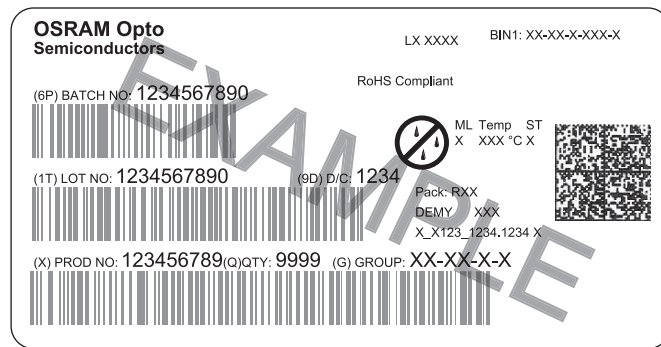 OSRAM Opto
Semiconductors
LX XXXX
BIN1: XX-XX-X-XXX-X
RoHS Compliant
(6P) BATCH NO: 1234567890
ML Temp ST
X XXX °C X
(1T) LOT NO: 1234567890 (9D) D/C: 1234
Pack: RXX
DEMY XXX
X_X123_1234.1234 X
(X) PROD NO: 123456789(Q)QTY: 9999 (G) GROUP: XX-XX-X-X
EXAMPLE